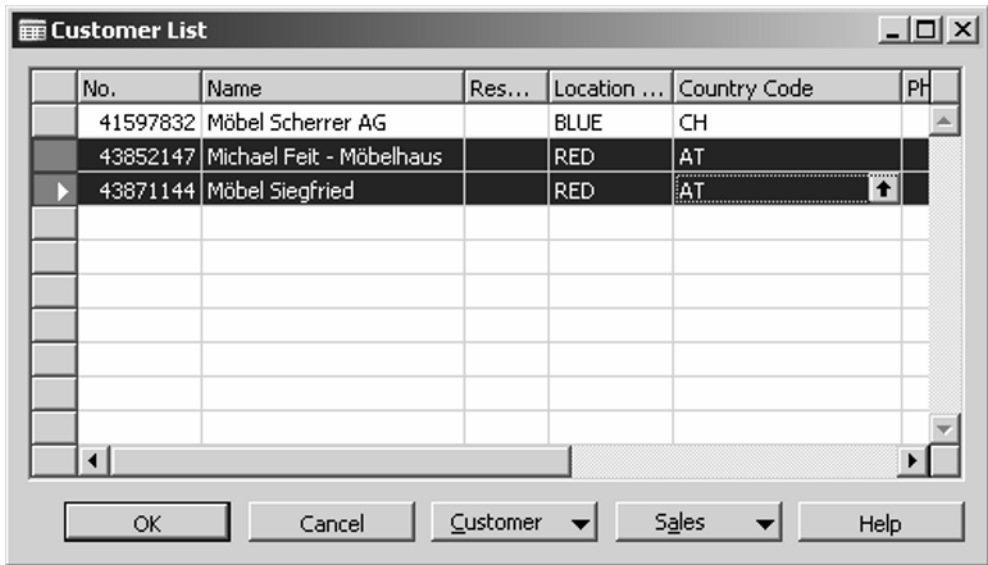 Customer List
No. Name Res... Location ... Country Code PH
41597832 Möbel Scherrer AG BLUE CH
43852147 Michael Feit - Möbelhaus RED AT
43871144 Möbel Siegfried RED AT
OK Cancel Customer Sales Help